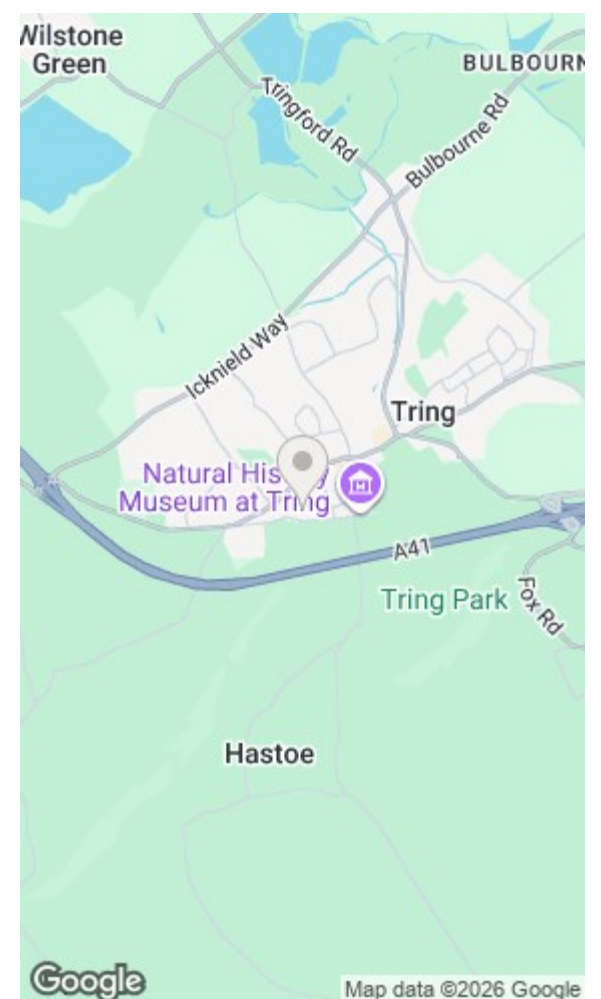 Wilstone
Green
BULBOURN
Tringford Rd
Bulbourne Rd
Icknield Way
Tring
Natural His y
Museum at Tring
A41
Tring Park
Fox Rd
Hastoe
Google
Map data ©2026 Google